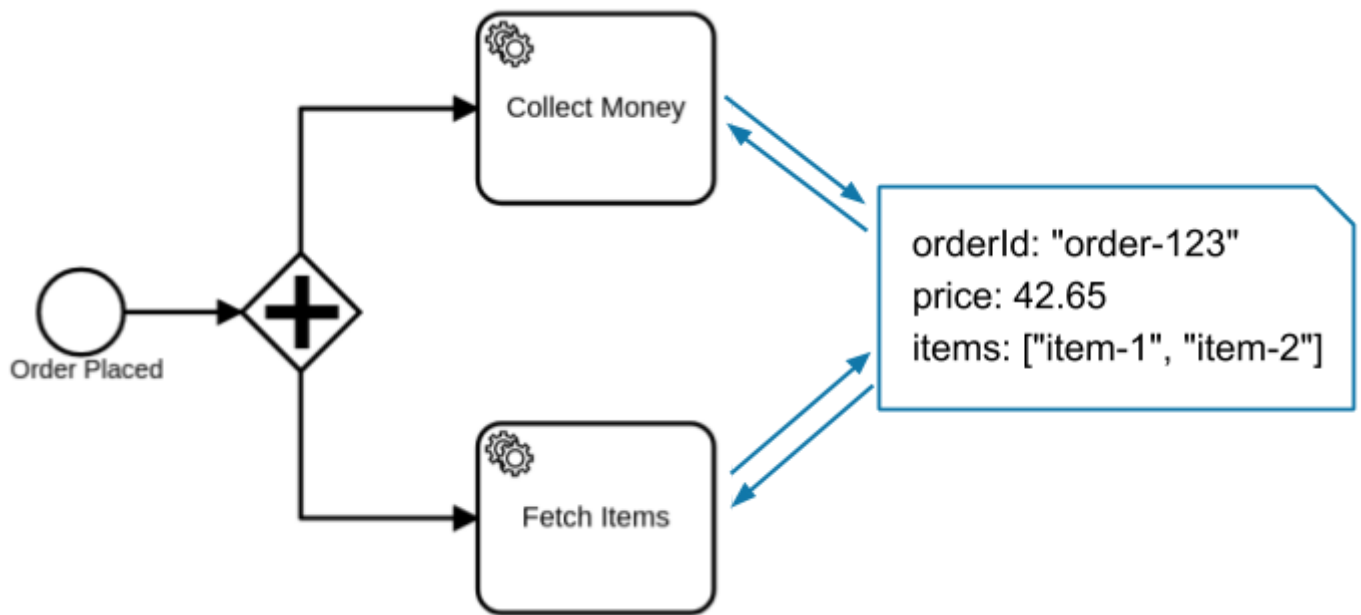 Collect Money
orderId: "order-123"
price: 42.65
items: ["item-1", "item-2"]
Order Placed
Fetch Items